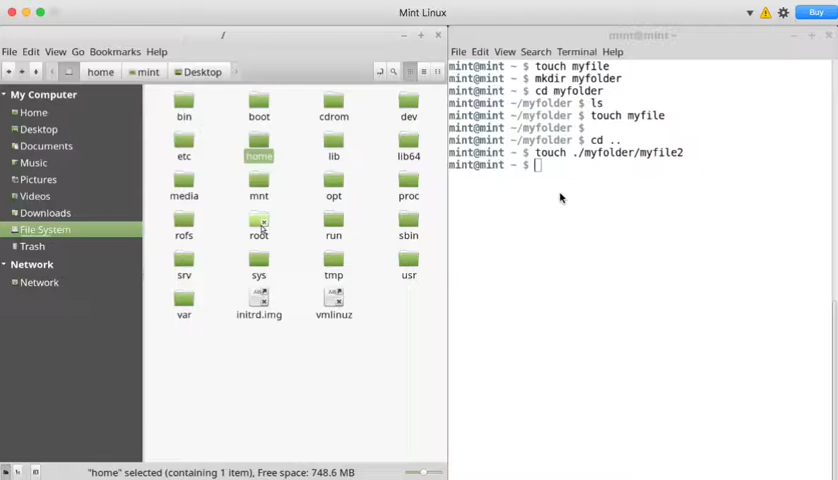 Mint Linux
Buy
/
File Edit View Go Bookmarks Help
home mint Desktop
My Computer
Home
Desktop
Documents
Music
Pictures
Videos
Downloads
File System
Trash
Network
Network
bin boot cdrom dev
etc home lib lib64
media mnt opt proc
rofs root run sbin
srv sys tmp usr
var initrd.img vmlinuz
"home" selected (containing 1 item), Free space: 748.6 MB
mint@mint ~
File Edit View Search Terminal Help
mint@mint ~ $ touch myfile
mint@mint ~ $ mkdir myfolder
mint@mint ~ $ cd myfolder
mint@mint ~/myfolder $ ls
mint@mint ~/myfolder $ touch myfile
mint@mint ~/myfolder $
mint@mint ~/myfolder $ cd ..
mint@mint ~ $ touch ./myfolder/myfile2
mint@mint ~ $